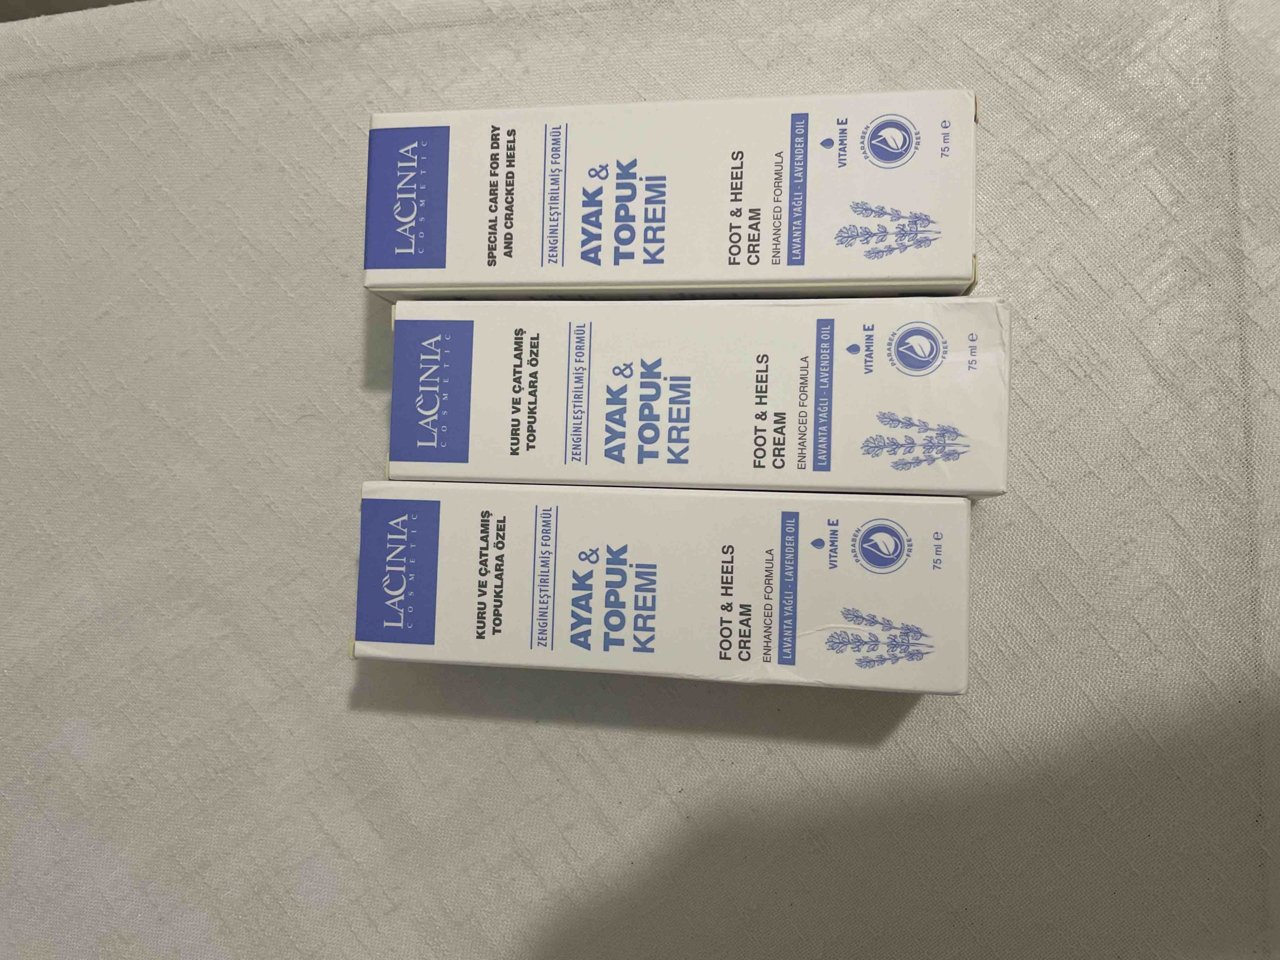 LACINIA
COSMETIC
SPECIAL CARE FOR DRY
AND CRACKED HEELS
ZENGİNLEŞTİRİLMİŞ FORMÜL
AYAK &
TOPUK
KREMİ
FOOT & HEELS
CREAM
ENHANCED FORMULA
LAVANTA YAĞLI - LAVENDER OIL
VITAMIN E
PARABEN
FREE
75 ml ℮
LACINIA
COSMETIC
KURU VE ÇATLAMIŞ
TOPUKLARA ÖZEL
ZENGİNLEŞTİRİLMİŞ FORMÜL
AYAK &
TOPUK
KREMİ
FOOT & HEELS
CREAM
ENHANCED FORMULA
LAVANTA YAĞLI - LAVENDER OIL
VITAMIN E
PARABEN
FREE
75 ml ℮
LACINIA
COSMETIC
KURU VE ÇATLAMIŞ
TOPUKLARA ÖZEL
ZENGİNLEŞTİRİLMİŞ FORMÜL
AYAK &
TOPUK
KREMİ
FOOT & HEELS
CREAM
ENHANCED FORMULA
LAVANTA YAĞLI - LAVENDER OIL
VITAMIN E
PARABEN
FREE
75 ml ℮